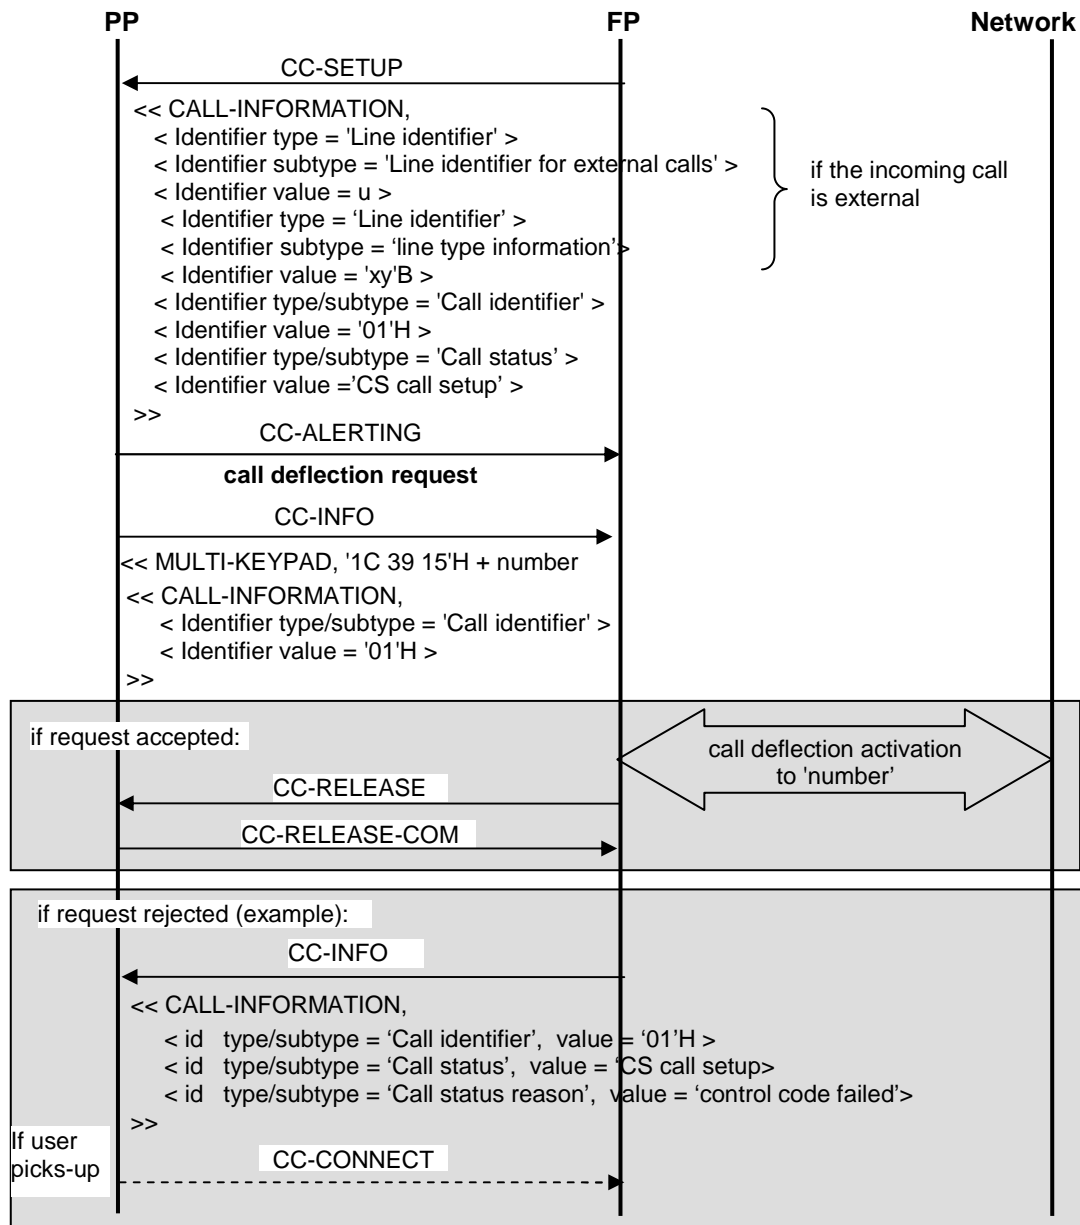 PP FP Network
CC-SETUP
<< CALL-INFORMATION,
< Identifier type = 'Line identifier' >
< Identifier subtype = 'Line identifier for external calls' >
< Identifier value = u >
< Identifier type = ‘Line identifier’ >
< Identifier subtype = ‘line type information’>
< Identifier value = 'xy'B >
if the incoming call
is external
< Identifier type/subtype = 'Call identifier' >
< Identifier value = '01'H >
< Identifier type/subtype = 'Call status’ >
< Identifier value =’CS call setup’ >
>>
CC-ALERTING
call deflection request
CC-INFO
<< MULTI-KEYPAD, '1C 39 15'H + number
<< CALL-INFORMATION,
< Identifier type/subtype = 'Call identifier' >
< Identifier value = '01'H >
>>
if request accepted:
call deflection activation
to 'number’
CC-RELEASE
CC-RELEASE-COM
if request rejected (example):
CC-INFO
<< CALL-INFORMATION,
< id type/subtype = ‘Call identifier’, value = ‘01’H >
< id type/subtype = ‘Call status’, value = ‘CS call setup>
< id type/subtype = ‘Call status reason’, value = ‘control code failed’>
>>
If user
picks-up
CC-CONNECT